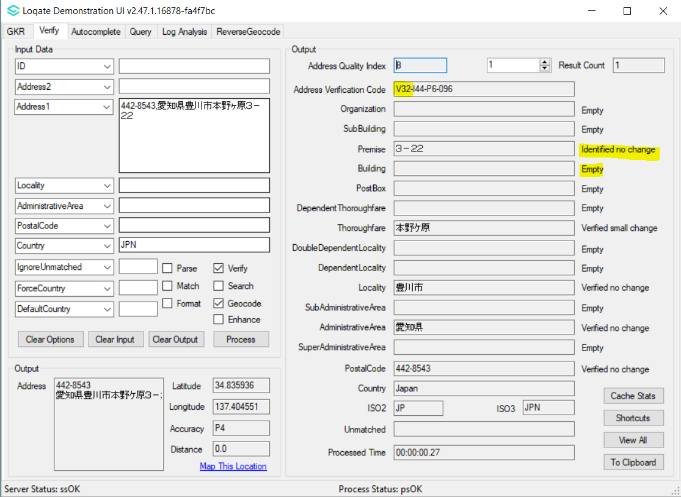 Loqate Demonstration UI v2.47.1.16878-fa4f7bc
GKR Verify Autocomplete Query Log Analysis ReverseGeocode
Input Data
ID
Address2
Address1 442-8543,愛知県豊川市本野ヶ原3－
22
Locality
AdministrativeArea
PostalCode
Country JPN
IgnoreUnmatched Parse Verify
ForceCountry Match Search
DefaultCountry Format Geocode
Enhance
Clear Options Clear Input Clear Output Process
Output
Address 442-8543
愛知県豊川市本野ヶ原3－
Latitude 34.835936
Longitude 137.404551
Accuracy P4
Distance 0.0
Map This Location
Output
Address Quality Index B 1 Result Count 1
Address Verification Code V32-I44-P6-096
Organization Empty
SubBuilding Empty
Premise 3－22 Identified no change
Building Empty
PostBox Empty
DependentThoroughfare Empty
Thoroughfare 本野ケ原 Verified small change
DoubleDependentLocality Empty
DependentLocality Empty
Locality 豊川市 Verified no change
SubAdministrativeArea Empty
AdministrativeArea 愛知県 Verified no change
SuperAdministrativeArea Empty
PostalCode 442-8543 Verified no change
Country Japan
ISO2 JP ISO3 JPN
Unmatched
Processed Time 00:00:00.27
Cache Stats
Shortcuts
View All
To Clipboard
Server Status: ssOK Process Status: psOK